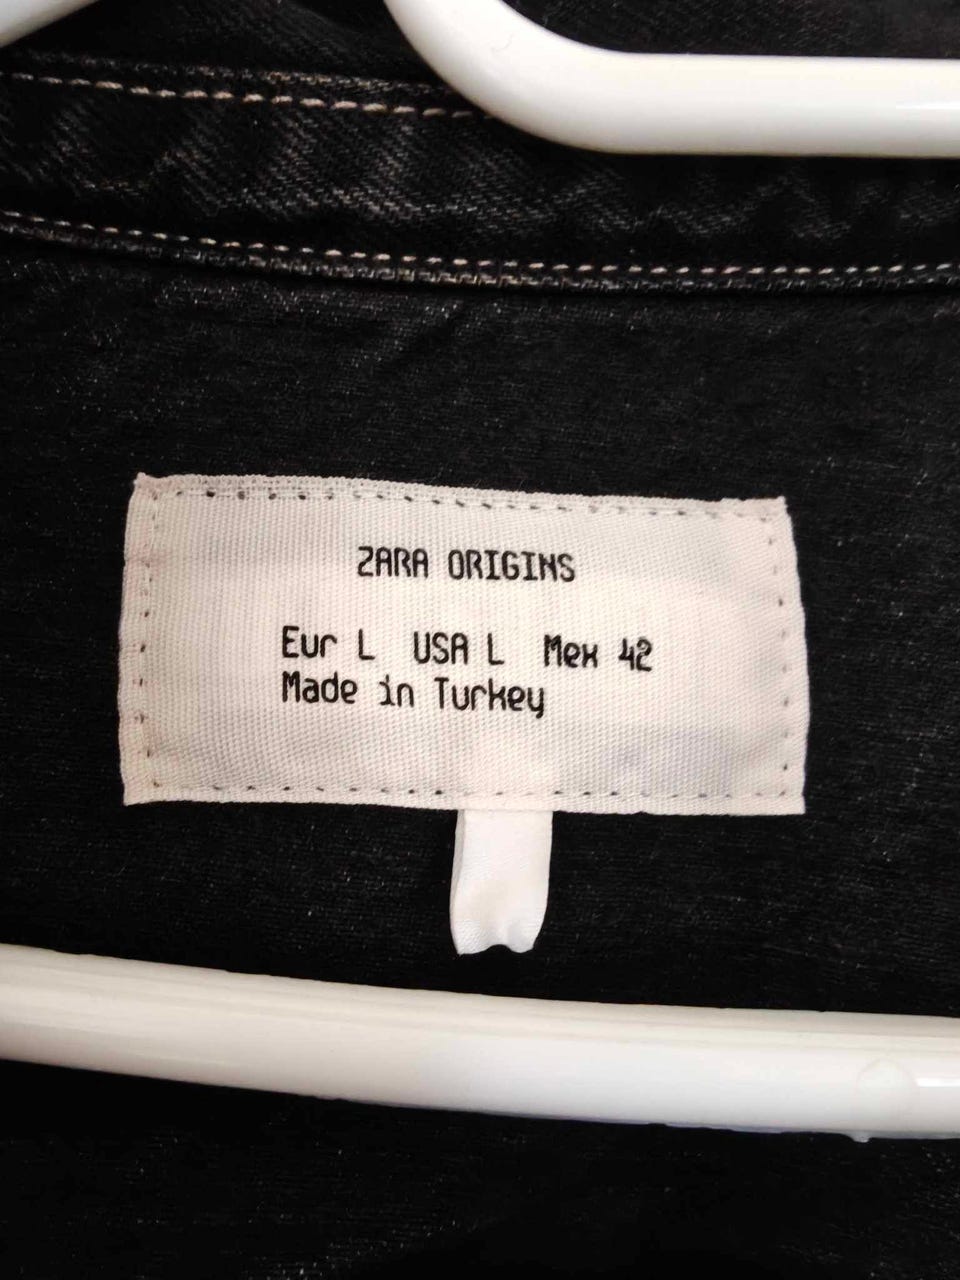 ZARA ORIGINS
Eur L USA L Mex 42
Made in Turkey